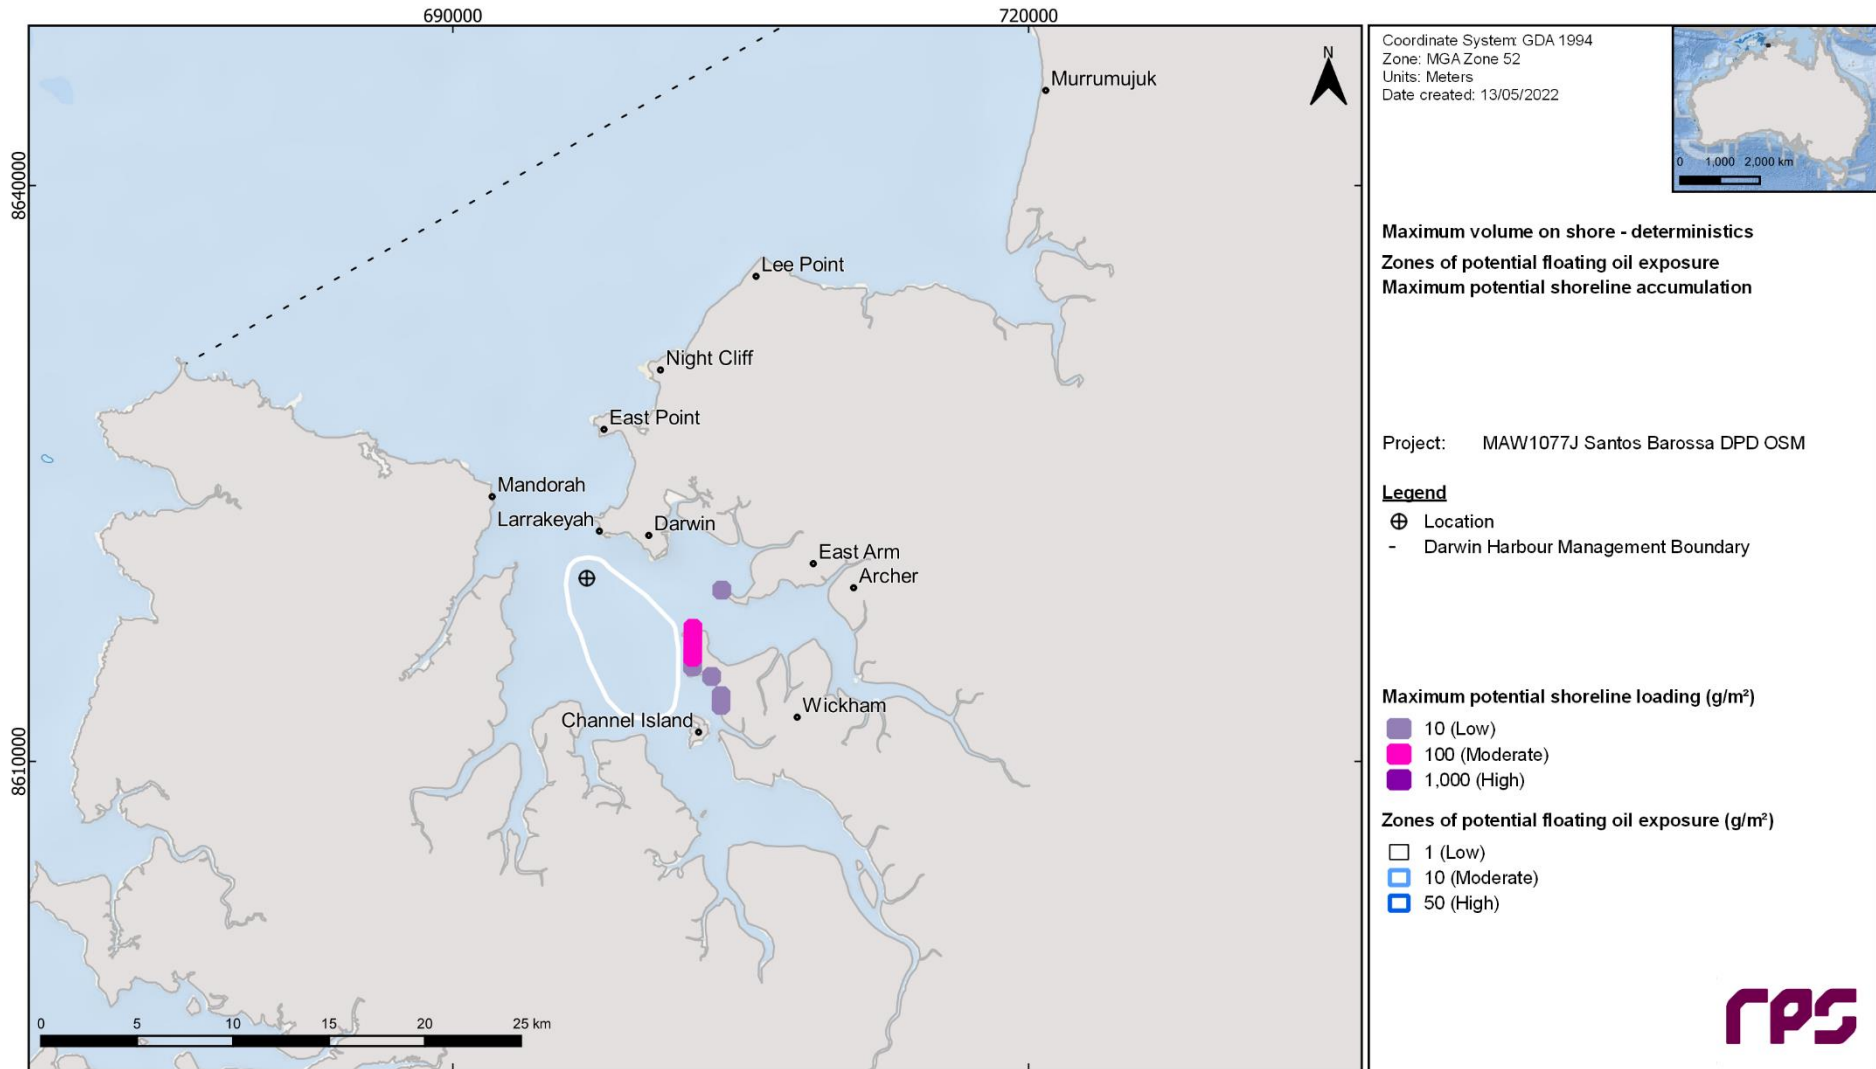 690000
720000
8640000
8610000
N
Murrumujuk
Lee Point
Night Cliff
East Point
Mandorah
Larrakeyah
Darwin
East Arm
Archer
Channel Island
Wickham
0 5 10 15 20 25 km
Coordinate System: GDA 1994
Zone: MGA Zone 52
Units: Meters
Date created: 13/05/2022
0 1,000 2,000 km
Maximum volume on shore - deterministics
Zones of potential floating oil exposure
Maximum potential shoreline accumulation
Project: MAW1077J Santos Barossa DPD OSM
Legend
Location
- Darwin Harbour Management Boundary
Maximum potential shoreline loading (g/m²)
10 (Low)
100 (Moderate)
1,000 (High)
Zones of potential floating oil exposure (g/m²)
1 (Low)
10 (Moderate)
50 (High)
rps